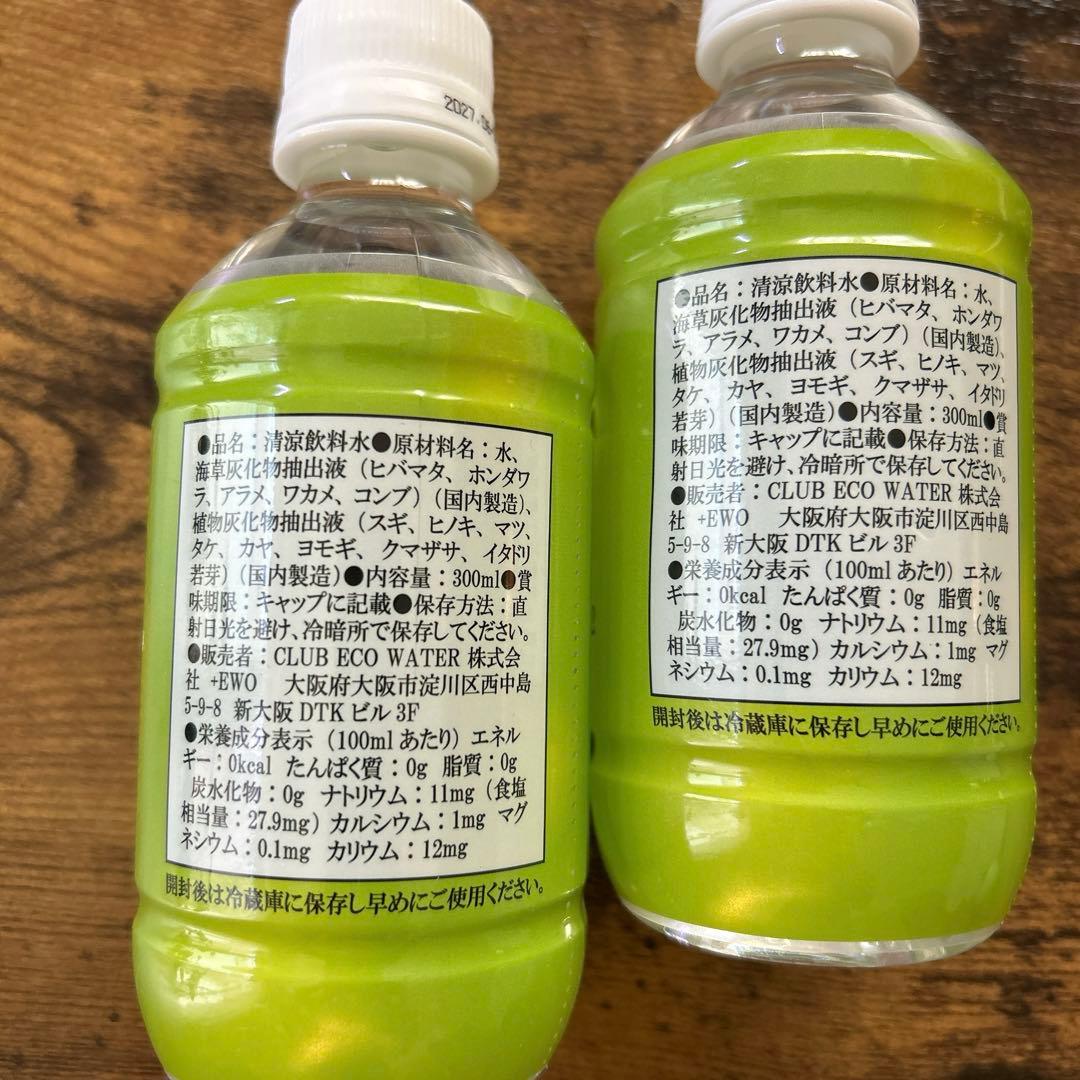 2027.
●品名：清涼飲料水●原材料名：水、
海草灰化物抽出液（ヒバマタ、ホンダワ
ラ、アラメ、ワカメ、コンブ）（国内製造）、
植物灰化物抽出液（スギ、ヒノキ、マツ、
タケ、カヤ、ヨモギ、クマザサ、イタドリ
若芽）（国内製造）●内容量：300ml●賞
味期限：キャップに記載●保存方法：直
射日光を避け、冷暗所で保存してください。
●販売者：CLUB ECO WATER 株式会
社 +EWO 大阪府大阪市淀川区西中島
5-9-8 新大阪 DTK ビル 3F
●栄養成分表示（100ml あたり）エネル
ギー：0kcal たんぱく質：0g 脂質：0g
炭水化物：0g ナトリウム：11mg（食塩
相当量：27.9mg）カルシウム：1mg マグ
ネシウム：0.1mg カリウム：12mg
開封後は冷蔵庫に保存し早めにご使用ください。
●品名：清涼飲料水●原材料名：水、
海草灰化物抽出液（ヒバマタ、ホンダワ
ラ、アラメ、ワカメ、コンブ）（国内製造）、
植物灰化物抽出液（スギ、ヒノキ、マツ、
タケ、カヤ、ヨモギ、クマザサ、イタドリ
若芽）（国内製造）●内容量：300ml●賞
味期限：キャップに記載●保存方法：直
射日光を避け、冷暗所で保存してください。
●販売者：CLUB ECO WATER 株式会
社 +EWO 大阪府大阪市淀川区西中島
5-9-8 新大阪 DTK ビル 3F
●栄養成分表示（100ml あたり）エネル
ギー：0kcal たんぱく質：0g 脂質：0g
炭水化物：0g ナトリウム：11mg（食塩
相当量：27.9mg）カルシウム：1mg マグ
ネシウム：0.1mg カリウム：12mg
開封後は冷蔵庫に保存し早めにご使用ください。